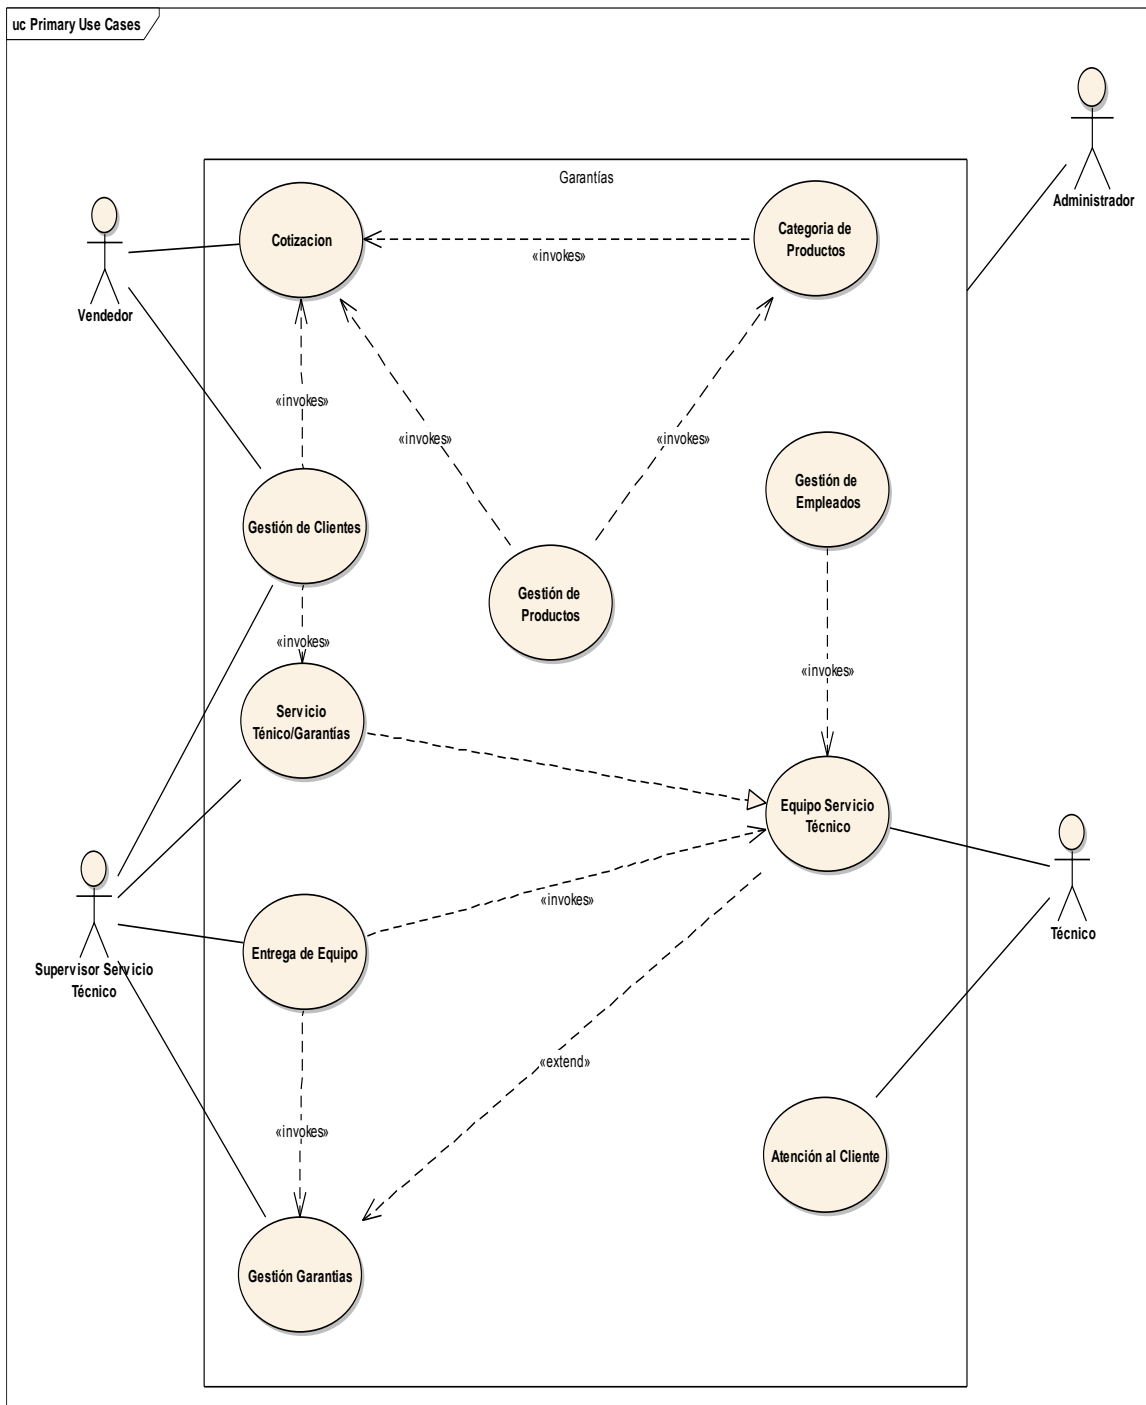 uc Primary Use Cases
Administrador
Garantías
Cotizacion
Categoria de
Productos
«invokes»
Vendedor
«invokes»
«invokes»
«invokes»
Gestión de
Empleados
Gestión de Clientes
Gestión de
Productos
«invokes»
«invokes»
Servicio
Ténico/Garantías
Equipo Servicio
Técnico
«invokes»
Técnico
Entrega de Equipo
Supervisor Servicio
Técnico
«extend»
«invokes»
Atención al Cliente
Gestión Garantias